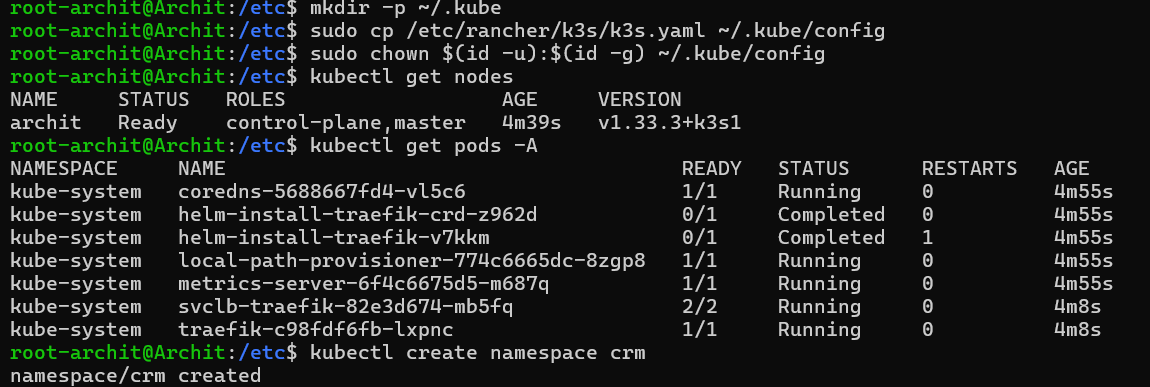 root-archit@Archit:/etc$ mkdir -p ~/.kube
root-archit@Archit:/etc$ sudo cp /etc/rancher/k3s/k3s.yaml ~/.kube/config
root-archit@Archit:/etc$ sudo chown $(id -u):$(id -g) ~/.kube/config
root-archit@Archit:/etc$ kubectl get nodes
NAME     STATUS   ROLES                  AGE     VERSION
archit   Ready    control-plane,master   4m39s   v1.33.3+k3s1
root-archit@Archit:/etc$ kubectl get pods -A
NAMESPACE     NAME                                      READY   STATUS      RESTARTS   AGE
kube-system   coredns-5688667fd4-vl5c6                  1/1     Running     0          4m55s
kube-system   helm-install-traefik-crd-z962d            0/1     Completed   0          4m55s
kube-system   helm-install-traefik-v7kkm                0/1     Completed   1          4m55s
kube-system   local-path-provisioner-774c6665dc-8zgp8   1/1     Running     0          4m55s
kube-system   metrics-server-6f4c6675d5-m687q           1/1     Running     0          4m55s
kube-system   svclb-traefik-82e3d674-mb5fq              2/2     Running     0          4m8s
kube-system   traefik-c98fdf6fb-lxpnc                   1/1     Running     0          4m8s
root-archit@Archit:/etc$ kubectl create namespace crm
namespace/crm created